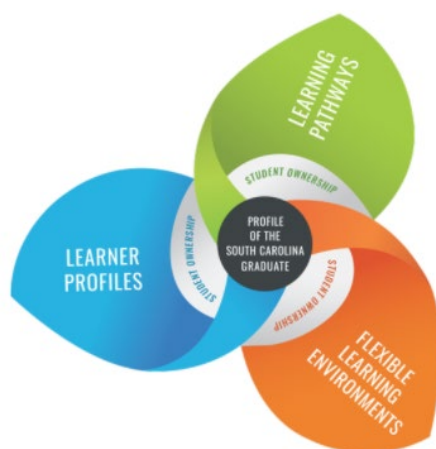 LEARNING
PATHWAYS
STUDENT OWNERSHIP
PROFILE
OF THE
SOUTH CAROLINA
GRADUATE
LEARNER
PROFILES
STUDENT OWNERSHIP
STUDENT OWNERSHIP
FLEXIBLE
LEARNING
ENVIRONMENTS